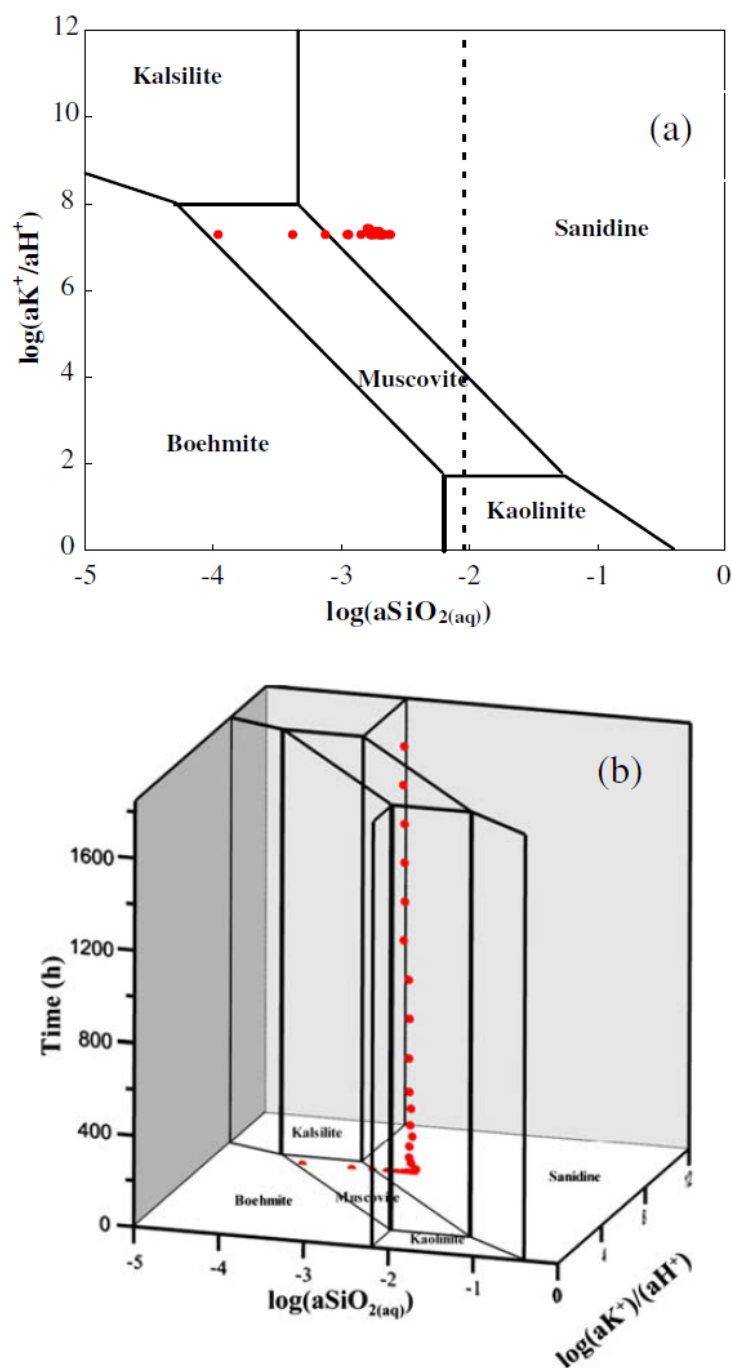 12
Kalsilite
10
(a)
8
Sanidine
log(aK⁺/aH⁺)
6
4
Muscovite
Boehmite
2
Kaolinite
0
-5 -4 -3 -2 -1 0
log(aSiO₂(aq))
(b)
1600
1200
Time (h)
800
400
Kalsilite
Sanidine
Boehmite
Muscovite
Kaolinite
0
-5 -4 -3 -2 -1 0
4
log(aSiO₂(aq))
log(aK⁺)/(aH⁺)